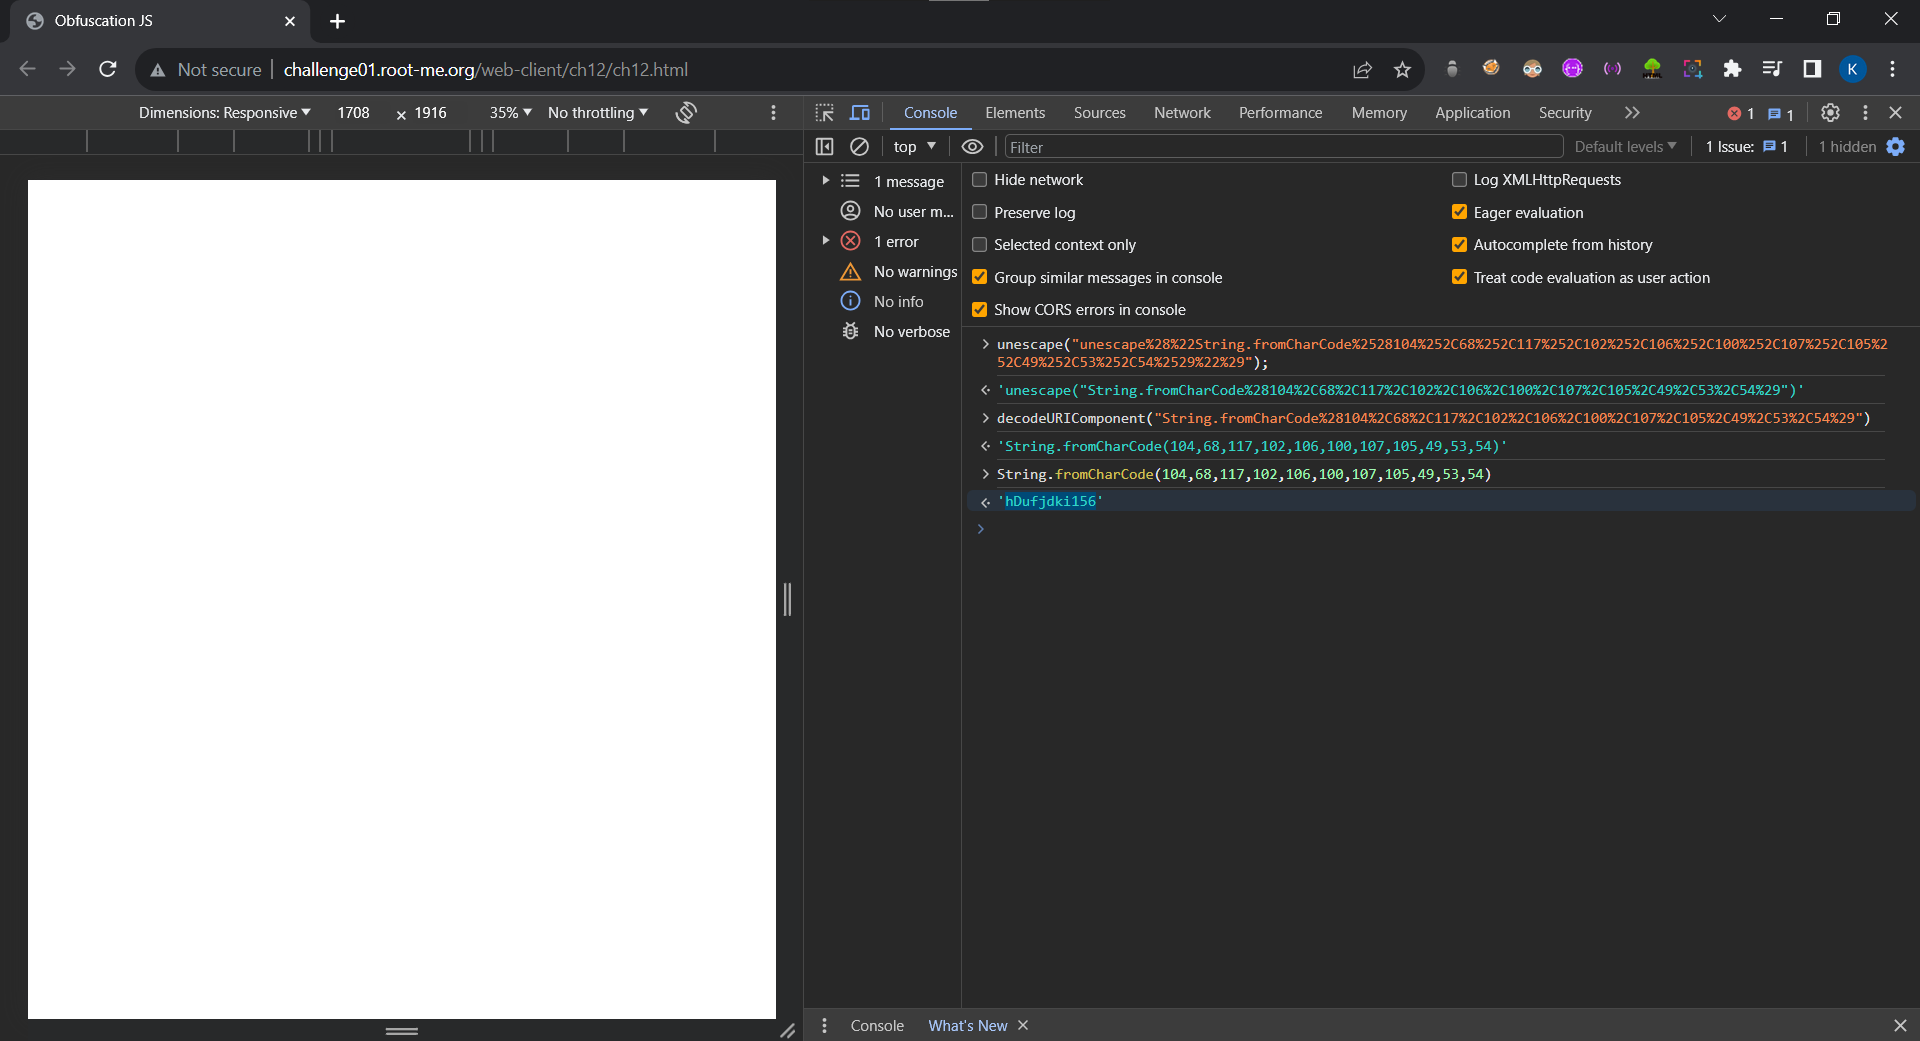 Obfuscation JS
Not secure challenge01.root-me.org/web-client/ch12/ch12.html
K
Dimensions: Responsive 1708 × 1916 35% No throttling
Console Elements Sources Network Performance Memory Application Security 1 1
top Filter Default levels 1 Issue: 1 1 hidden
1 message
No user m...
1 error
No warnings
No info
No verbose
Hide network
Log XMLHttpRequests
Preserve log
Eager evaluation
Selected context only
Autocomplete from history
Group similar messages in console
Treat code evaluation as user action
Show CORS errors in console
unescape("unescape%28%22String.fromCharCode%2528104%252C68%252C117%252C102%252C106%252C100%252C107%252C105%2
52C49%252C53%252C54%2529%22%29");
'unescape("String.fromCharCode%28104%2C68%2C117%2C102%2C106%2C100%2C107%2C105%2C49%2C53%2C54%29")'
decodeURIComponent("String.fromCharCode%28104%2C68%2C117%2C102%2C106%2C100%2C107%2C105%2C49%2C53%2C54%29")
'String.fromCharCode(104,68,117,102,106,100,107,105,49,53,54)'
String.fromCharCode(104,68,117,102,106,100,107,105,49,53,54)
'hDufjdki156'
Console What's New